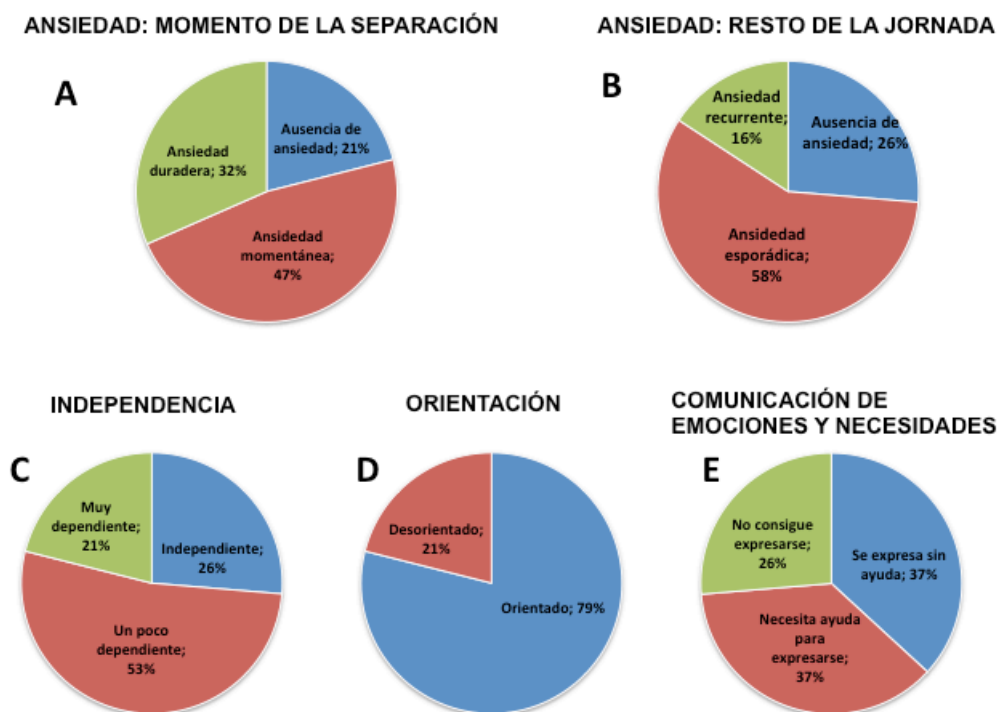 ANSIEDAD: MOMENTO DE LA SEPARACIÓN
A
Ausencia de
ansiedad; 21%
Ansiedad
duradera; 32%
Ansidedad
momentánea;
47%
ANSIEDAD: RESTO DE LA JORNADA
B
Ansiedad
recurrente;
16%
Ausencia de
ansiedad; 26%
Ansidedad
esporádica;
58%
INDEPENDENCIA
C
Muy
dependiente;
21%
Independiente;
26%
Un poco
dependiente;
53%
ORIENTACIÓN
D
Desorientado;
21%
Orientado; 79%
COMUNICACIÓN DE
EMOCIONES Y NECESIDADES
E
No consigue
expresarse;
26%
Se expresa sin
ayuda; 37%
Necesita ayuda
para
expresarse;
37%